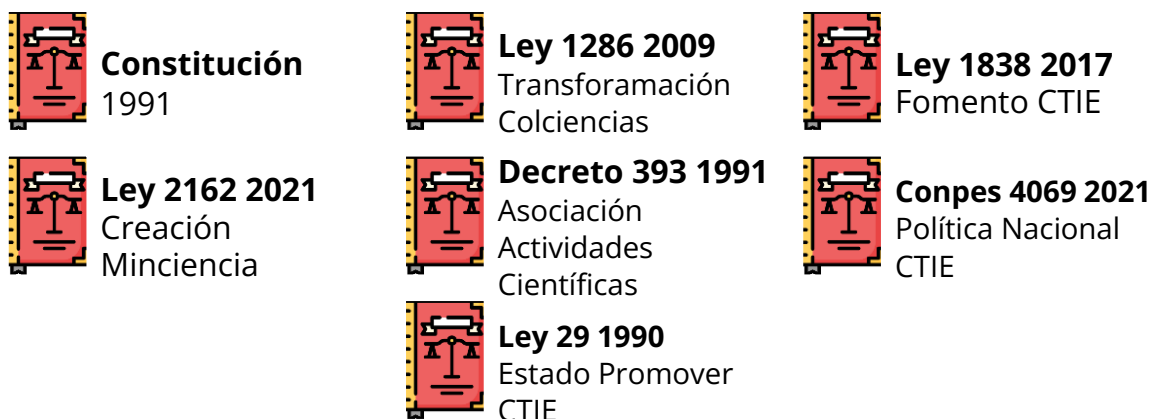 Constitución
1991
Ley 1286 2009
Transforamación
Colciencias
Ley 1838 2017
Fomento CTIE
Ley 2162 2021
Creación
Minciencia
Decreto 393 1991
Asociación
Actividades
Científicas
Conpes 4069 2021
Política Nacional
CTIE
Ley 29 1990
Estado Promover
CTIE